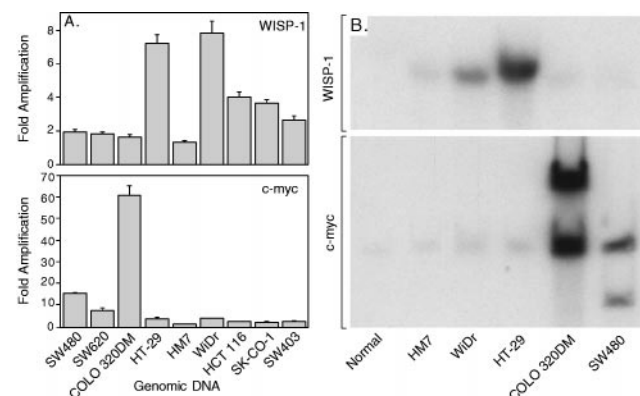 A.
WISP-1
Fold Amplification
8
6
4
2
0
c-myc
Fold Amplification
70
60
50
40
30
20
10
0
SW480
SW620
COLO 320DM
HT-29
HM7
WiDr
HCT 116
SK-CO-1
SW403
Genomic DNA
B.
WISP-1
c-myc
Normal
HM7
WiDr
HT-29
COLO 320DM
SW480